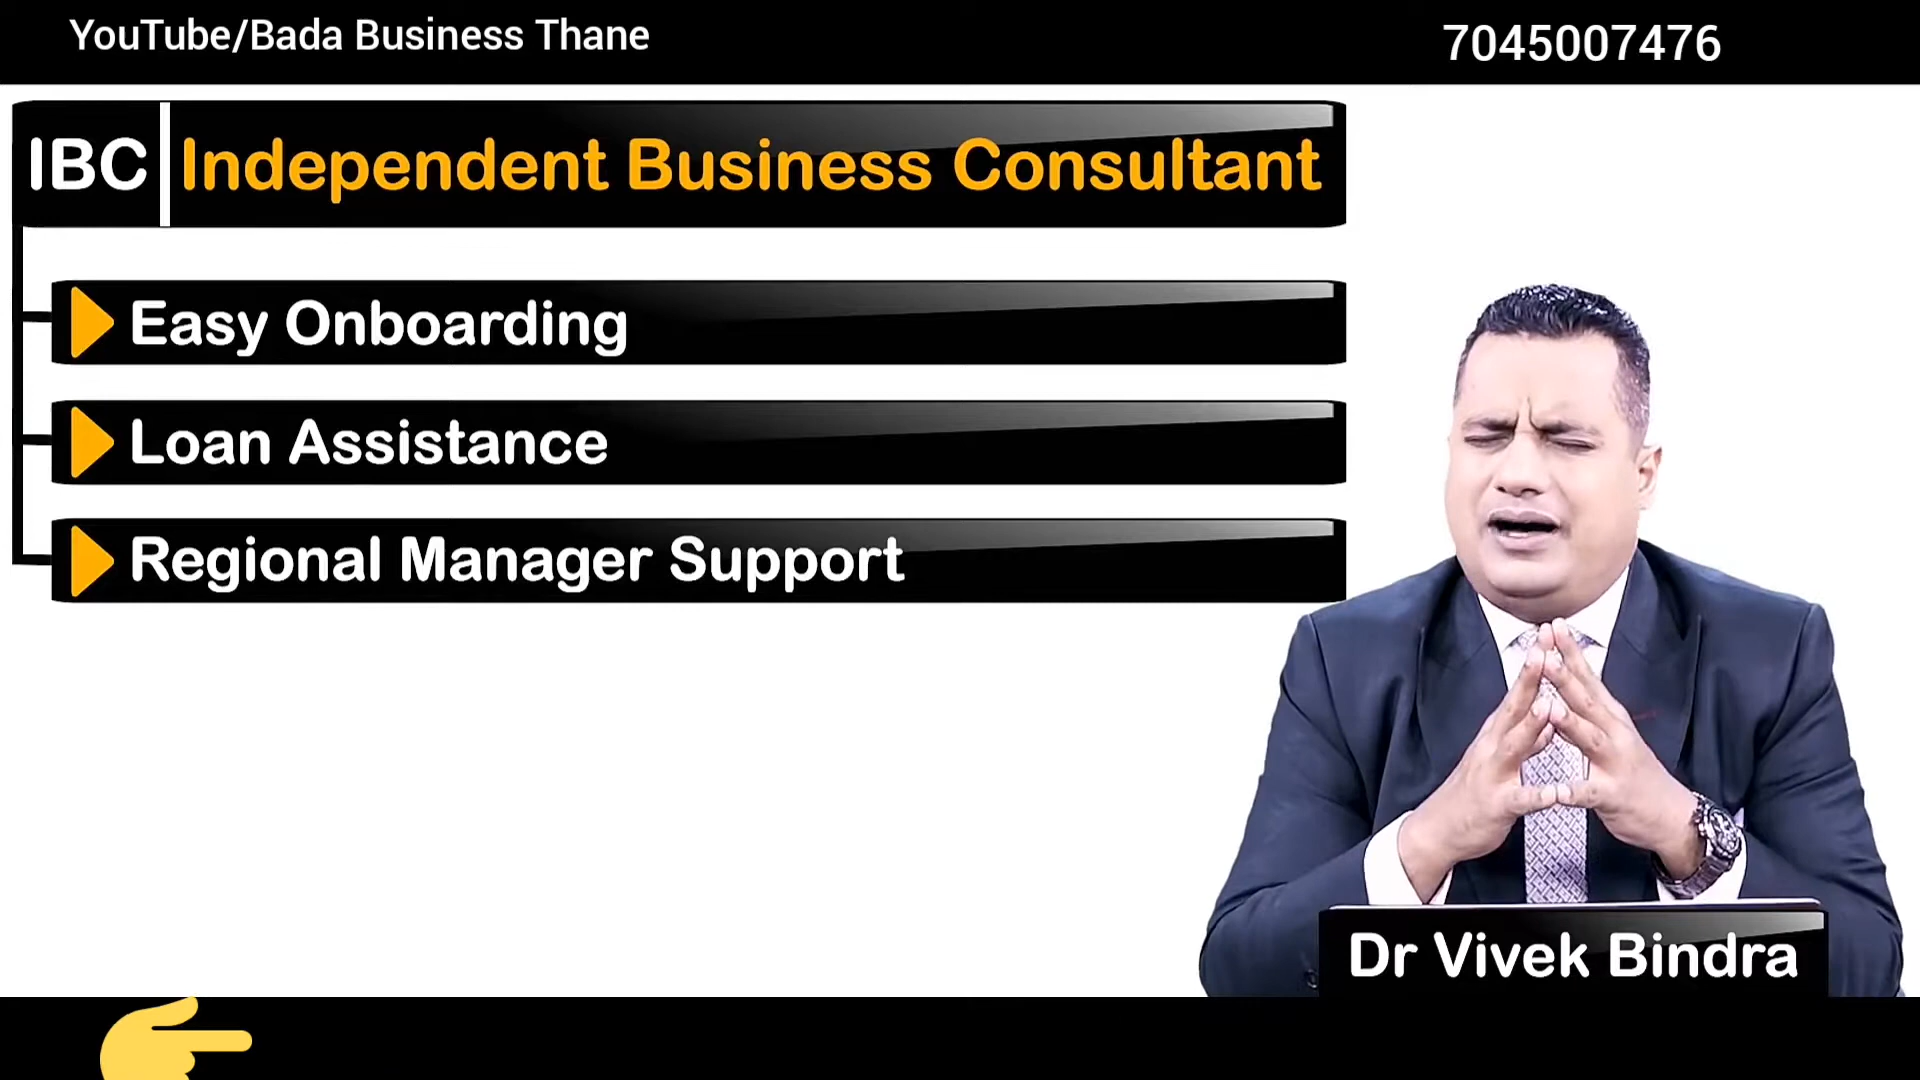 YouTube/Bada Business Thane
7045007476
IBC Independent Business Consultant
Easy Onboarding
Loan Assistance
Regional Manager Support
Dr Vivek Bindra